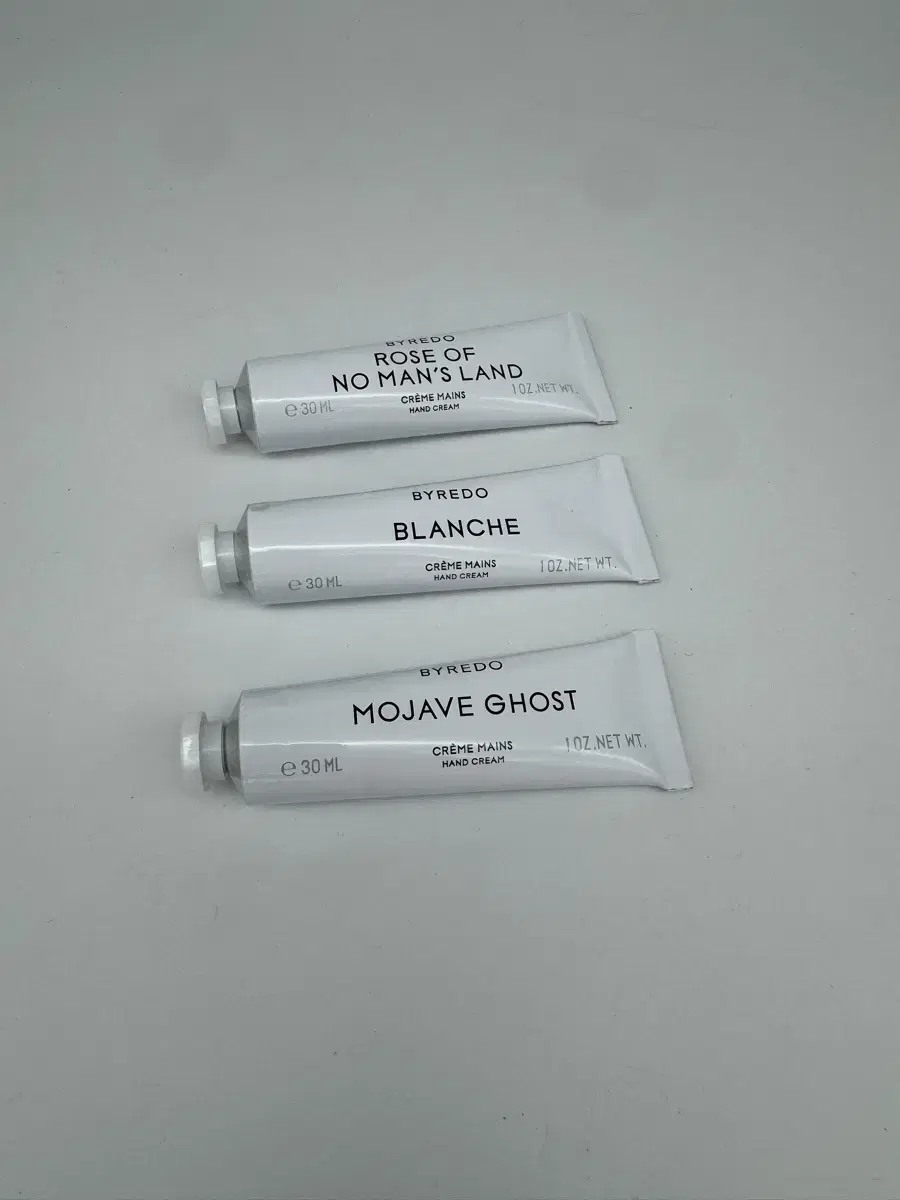 BYREDO
ROSE OF
NO MAN'S LAND
CRÈME MAINS
HAND CREAM
℮ 30 ML
1 OZ.NET WT.
BYREDO
BLANCHE
CRÈME MAINS
HAND CREAM
℮ 30 ML
1 OZ.NET WT.
BYREDO
MOJAVE GHOST
CRÈME MAINS
HAND CREAM
℮ 30 ML
1 OZ.NET WT.